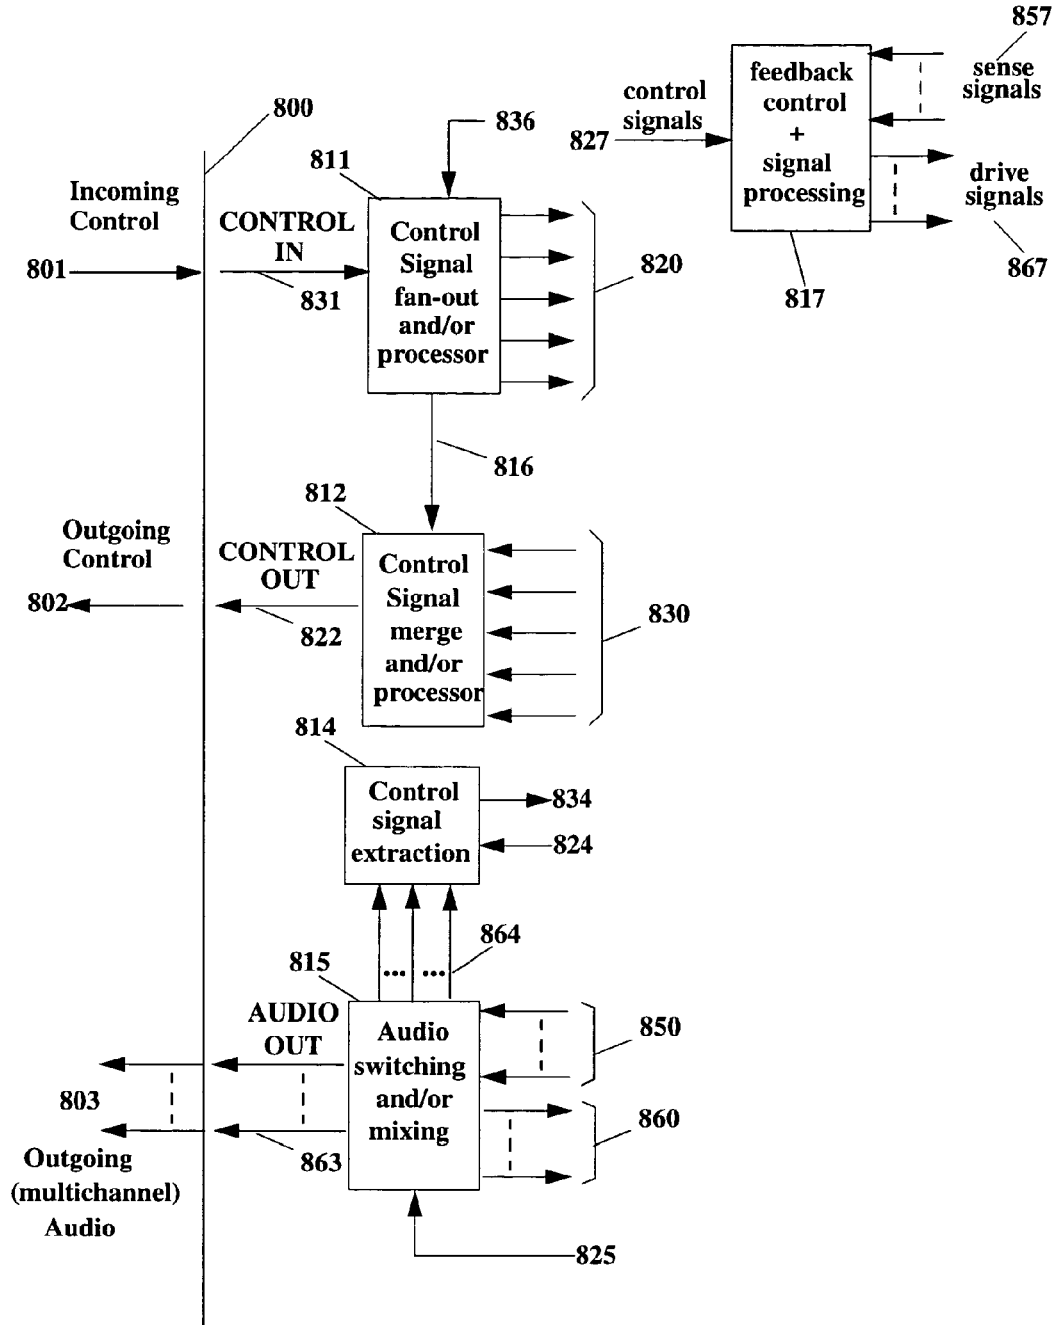 857
sense
signals
feedback
control
+
signal
processing
control
signals
827
drive
signals
867
817
800
836
811
Incoming
Control
801
CONTROL
IN
831
Control
Signal
fan-out
and/or
processor
820
816
812
Outgoing
Control
802
CONTROL
OUT
822
Control
Signal
merge
and/or
processor
830
814
Control
signal
extraction
834
824
864
...
...
815
AUDIO
OUT
Audio
switching
and/or
mixing
850
860
803
863
Outgoing
(multichannel)
Audio
825